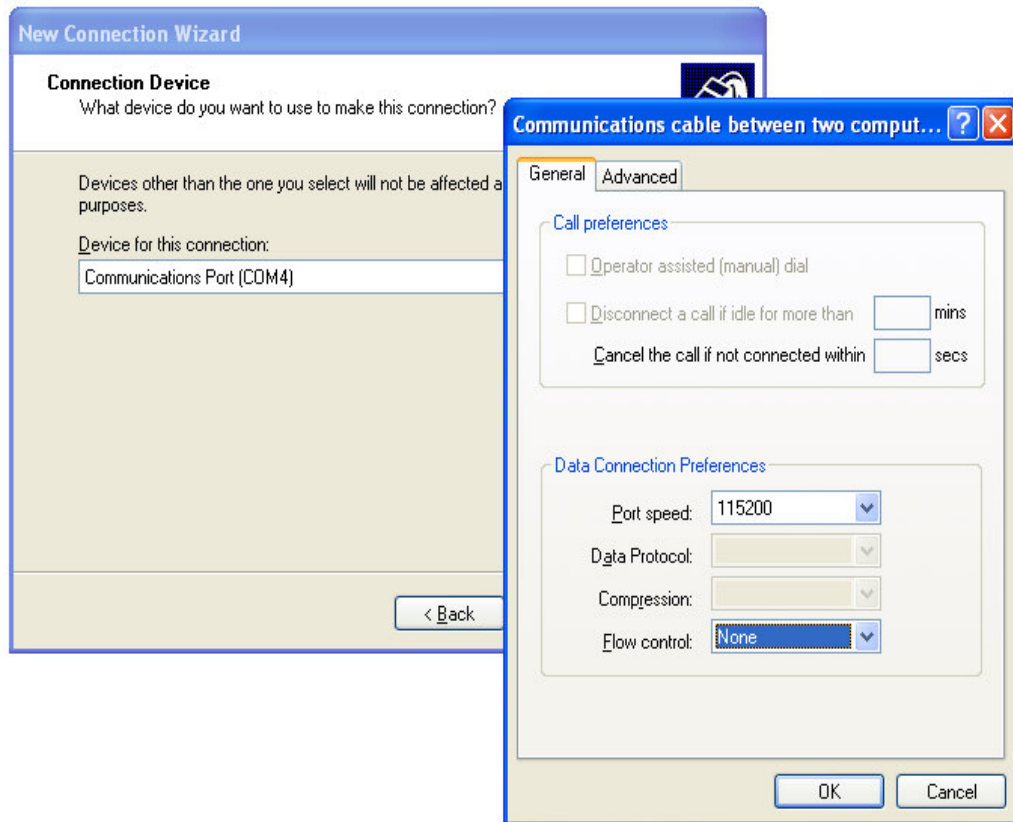 New Connection Wizard
Connection Device
What device do you want to use to make this connection?
Devices other than the one you select will not be affected a
purposes.
Device for this connection:
Communications Port (COM4)
< Back
Communications cable between two comput...
General Advanced
Call preferences
Operator assisted (manual) dial
Disconnect a call if idle for more than mins
Cancel the call if not connected within secs
Data Connection Preferences
Port speed: 115200
Data Protocol:
Compression:
Flow control: None
OK Cancel